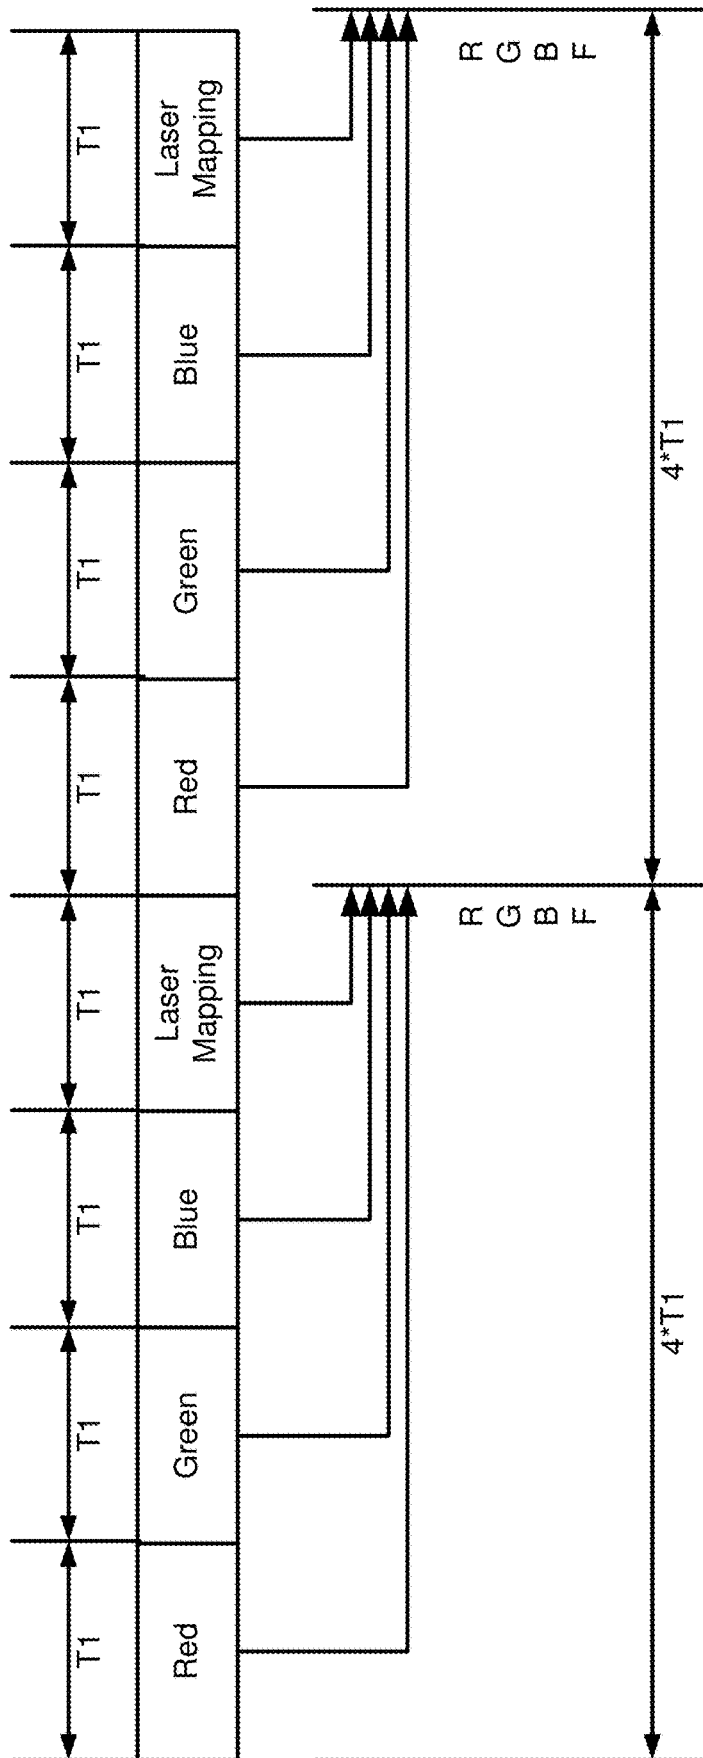 T1
T1
T1
T1
T1
T1
T1
T1
Red
Green
Blue
Laser
Mapping
Red
Green
Blue
Laser
Mapping
R
G
B
F
R
G
B
F
4*T1
4*T1